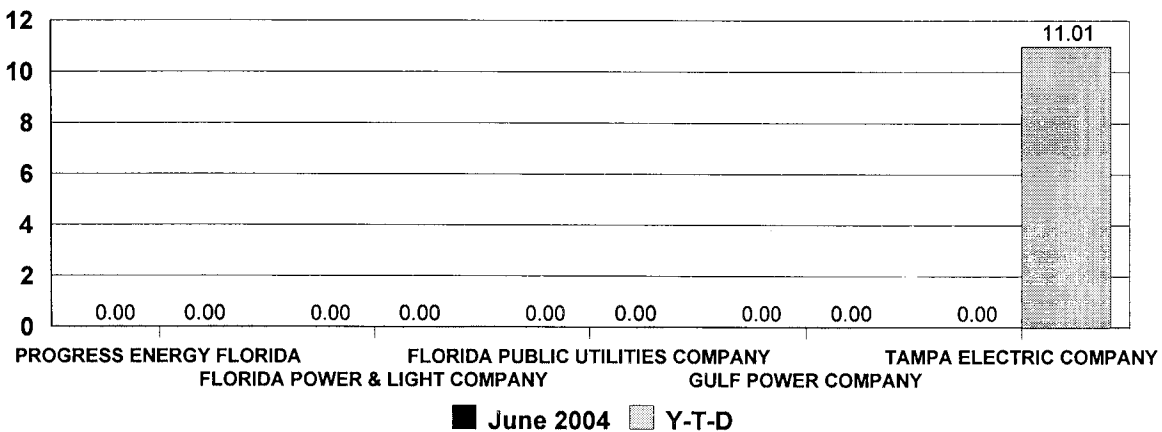 12
11.01
10
8
6
4
2
0.00 0.00 0.00 0.00 0.00 0.00 0.00 0.00 0.00
0
PROGRESS ENERGY FLORIDA FLORIDA PUBLIC UTILITIES COMPANY TAMPA ELECTRIC COMPANY
FLORIDA POWER & LIGHT COMPANY GULF POWER COMPANY
June 2004 Y-T-D